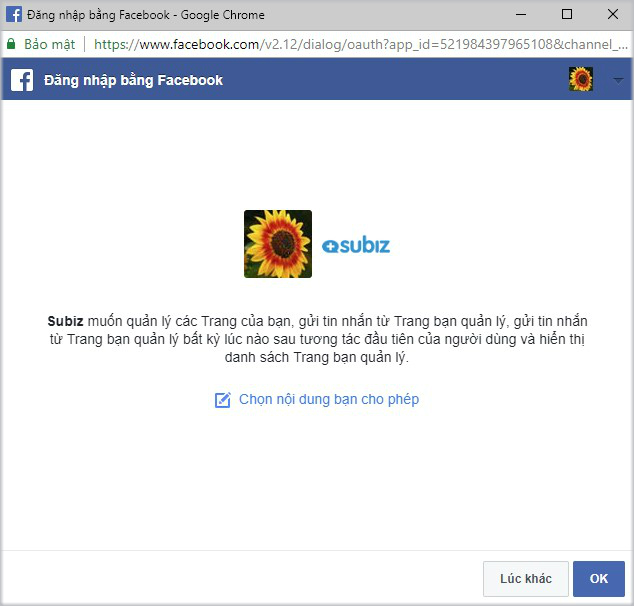 Đăng nhập bằng Facebook - Google Chrome
Bảo mật | https://www.facebook.com/v2.12/dialog/oauth?app_id=521984397965108&channel_...
Đăng nhập bằng Facebook
subiz
Subiz muốn quản lý các Trang của bạn, gửi tin nhắn từ Trang bạn quản lý, gửi tin nhắn
từ Trang bạn quản lý bất kỳ lúc nào sau tương tác đầu tiên của người dùng và hiển thị
danh sách Trang bạn quản lý.
Chọn nội dung bạn cho phép
Lúc khác
OK